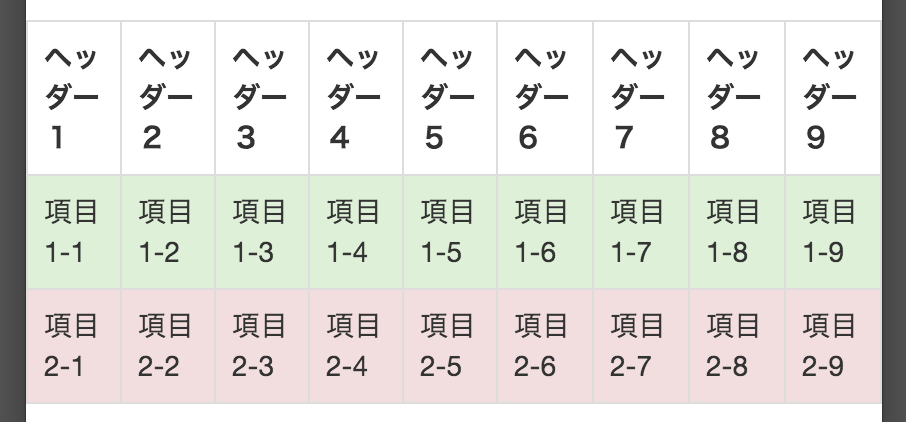 ヘッダー1 ヘッダー2 ヘッダー3 ヘッダー4 ヘッダー5 ヘッダー6 ヘッダー7 ヘッダー8 ヘッダー9
項目1-1 項目1-2 項目1-3 項目1-4 項目1-5 項目1-6 項目1-7 項目1-8 項目1-9
項目2-1 項目2-2 項目2-3 項目2-4 項目2-5 項目2-6 項目2-7 項目2-8 項目2-9